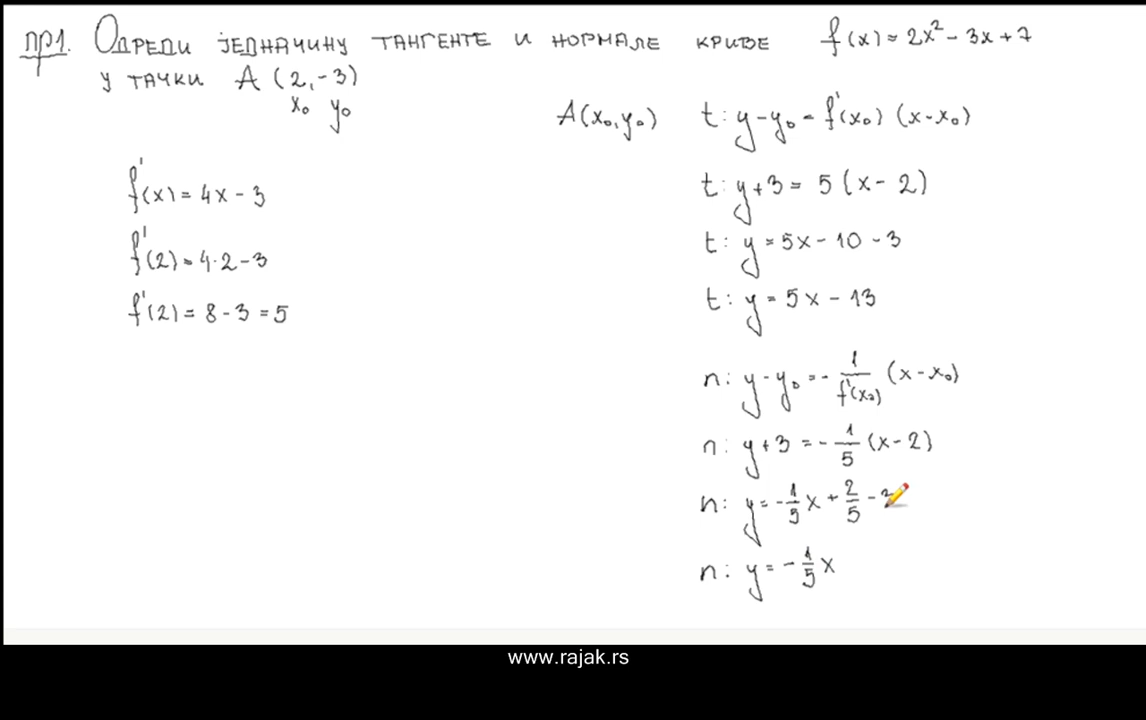 ПР1. ОДРЕДИ ЈЕДНАЧИНУ ТАНГЕНТЕ И НОРМАЛЕ КРИВЕ f(x)=2x²-3x+7
У ТАЧКИ A(2,-3)
x₀ y₀
A(x₀,y₀) t: y-y₀=f'(x₀)(x-x₀)
f'(x)=4x-3
t: y+3=5(x-2)
f'(2)=4·2-3
t: y=5x-10-3
f'(2)=8-3=5
t: y=5x-13
n: y-y₀=-1/f'(x₀)(x-x₀)
n: y+3=-1/5(x-2)
n: y=-1/5x+2/5-
n: y=-1/5x
www.rajak.rs